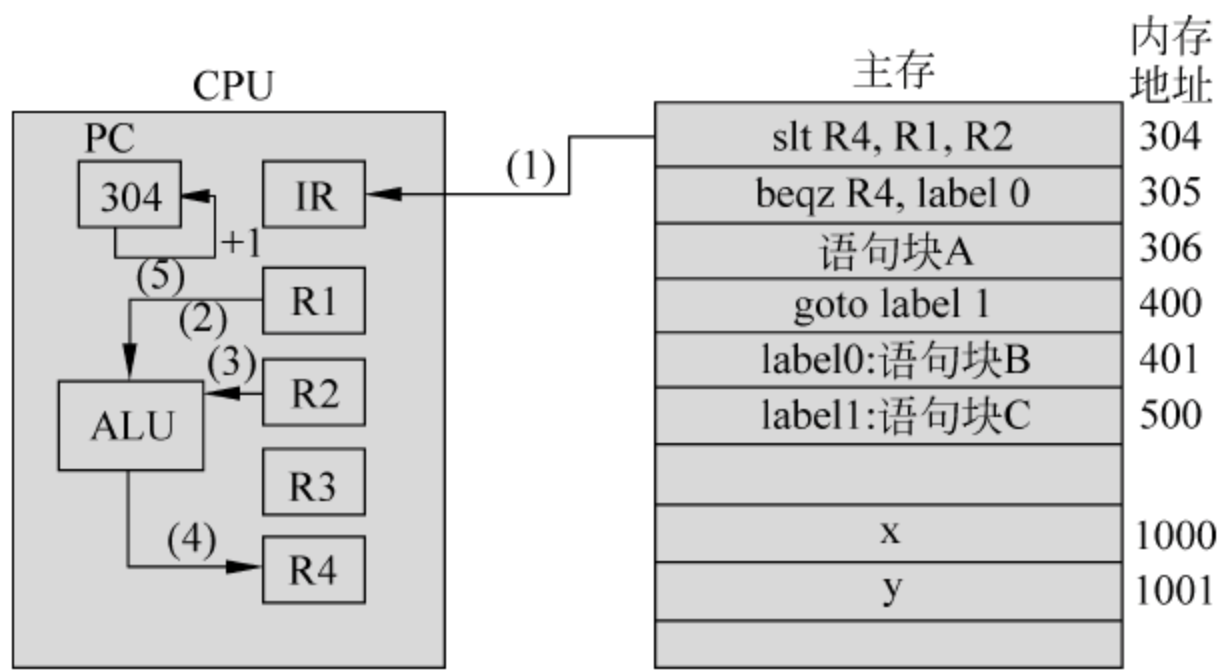 CPU
PC
304
+1
(5)
IR
(1)
R1
(2)
(3)
R2
ALU
R3
(4)
R4
主存
内存
地址
slt R4, R1, R2 304
beqz R4, label 0 305
语句块A 306
goto label 1 400
label0:语句块B 401
label1:语句块C 500
x 1000
y 1001